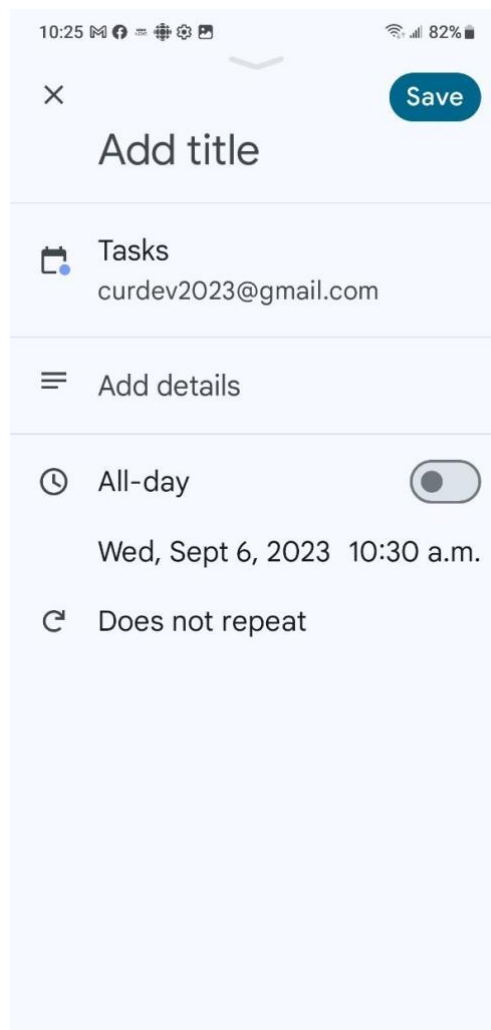 10:25 82%
Save
Add title
Tasks
curdev2023@gmail.com
Add details
All-day
Wed, Sept 6, 2023 10:30 a.m.
Does not repeat